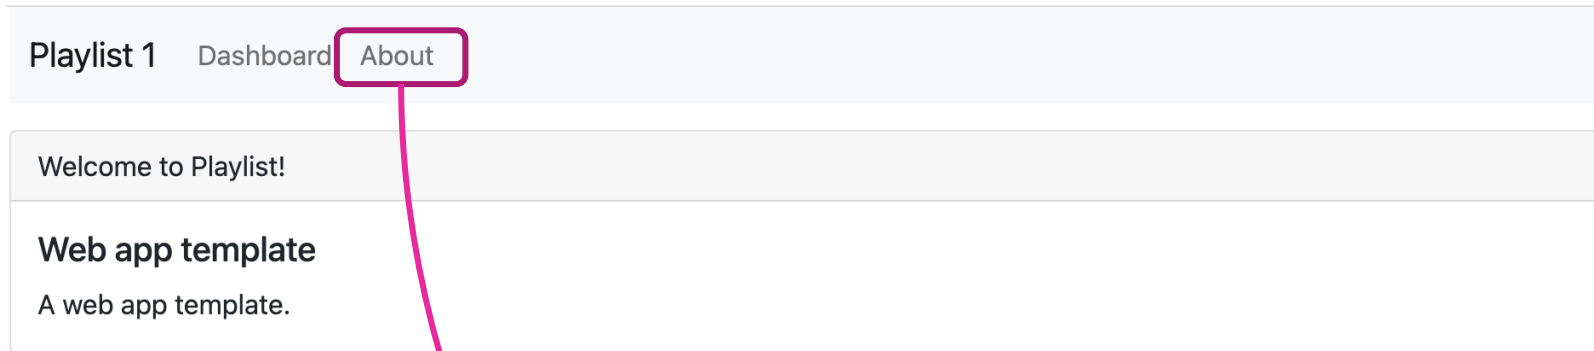 Playlist 1 Dashboard About
Welcome to Playlist!
Web app template
A web app template.